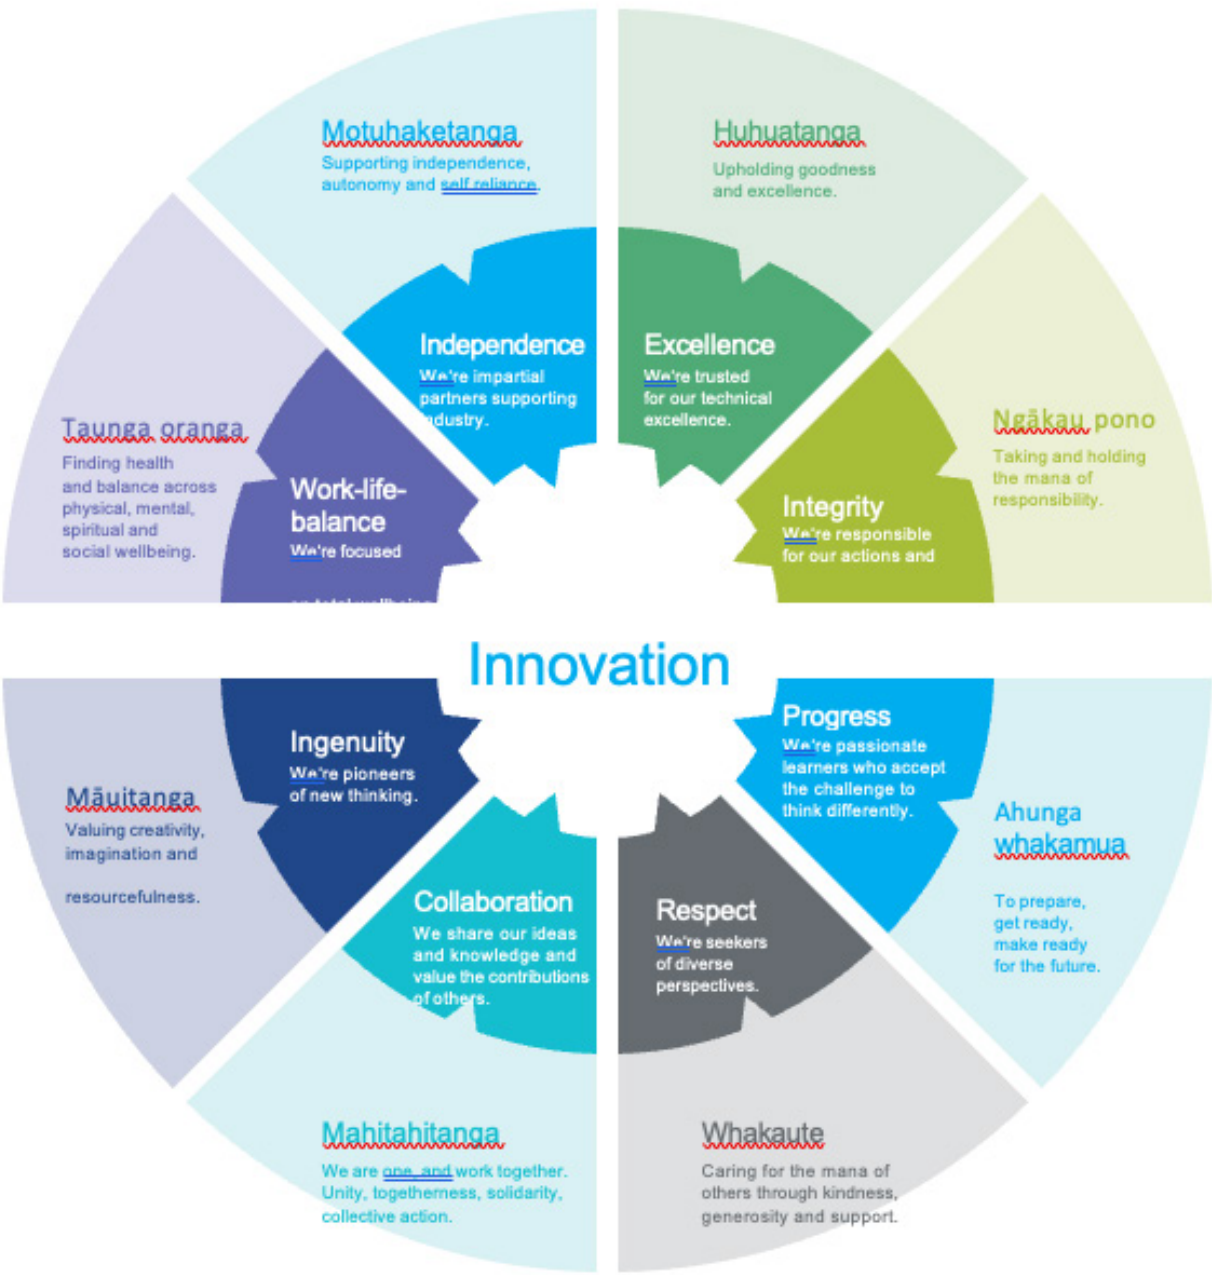 Motuhaketanga
Supporting independence,
autonomy and self reliance.
Huhuatanga
Upholding goodness
and excellence.
Independence
We're impartial
partners supporting
industry.
Excellence
We're trusted
for our technical
excellence.
Taunga oranga
Finding health
and balance across
physical, mental,
spiritual and
social wellbeing.
Work-life-
balance
We're focused
on total wellbeing
Integrity
We're responsible
for our actions and
Ngākau pono
Taking and holding
the mana of
responsibility.
Innovation
Māuitanga
Valuing creativity,
imagination and
resourcefulness.
Ingenuity
We're pioneers
of new thinking.
Progress
We're passionate
learners who accept
the challenge to
think differently.
Ahunga
whakamua
To prepare,
get ready,
make ready
for the future.
Collaboration
We share our ideas
and knowledge and
value the contributions
of others.
Respect
We're seekers
of diverse
perspectives.
Mahitahitanga
We are one, and work together.
Unity, togetherness, solidarity,
collective action.
Whakaute
Caring for the mana of
others through kindness,
generosity and support.